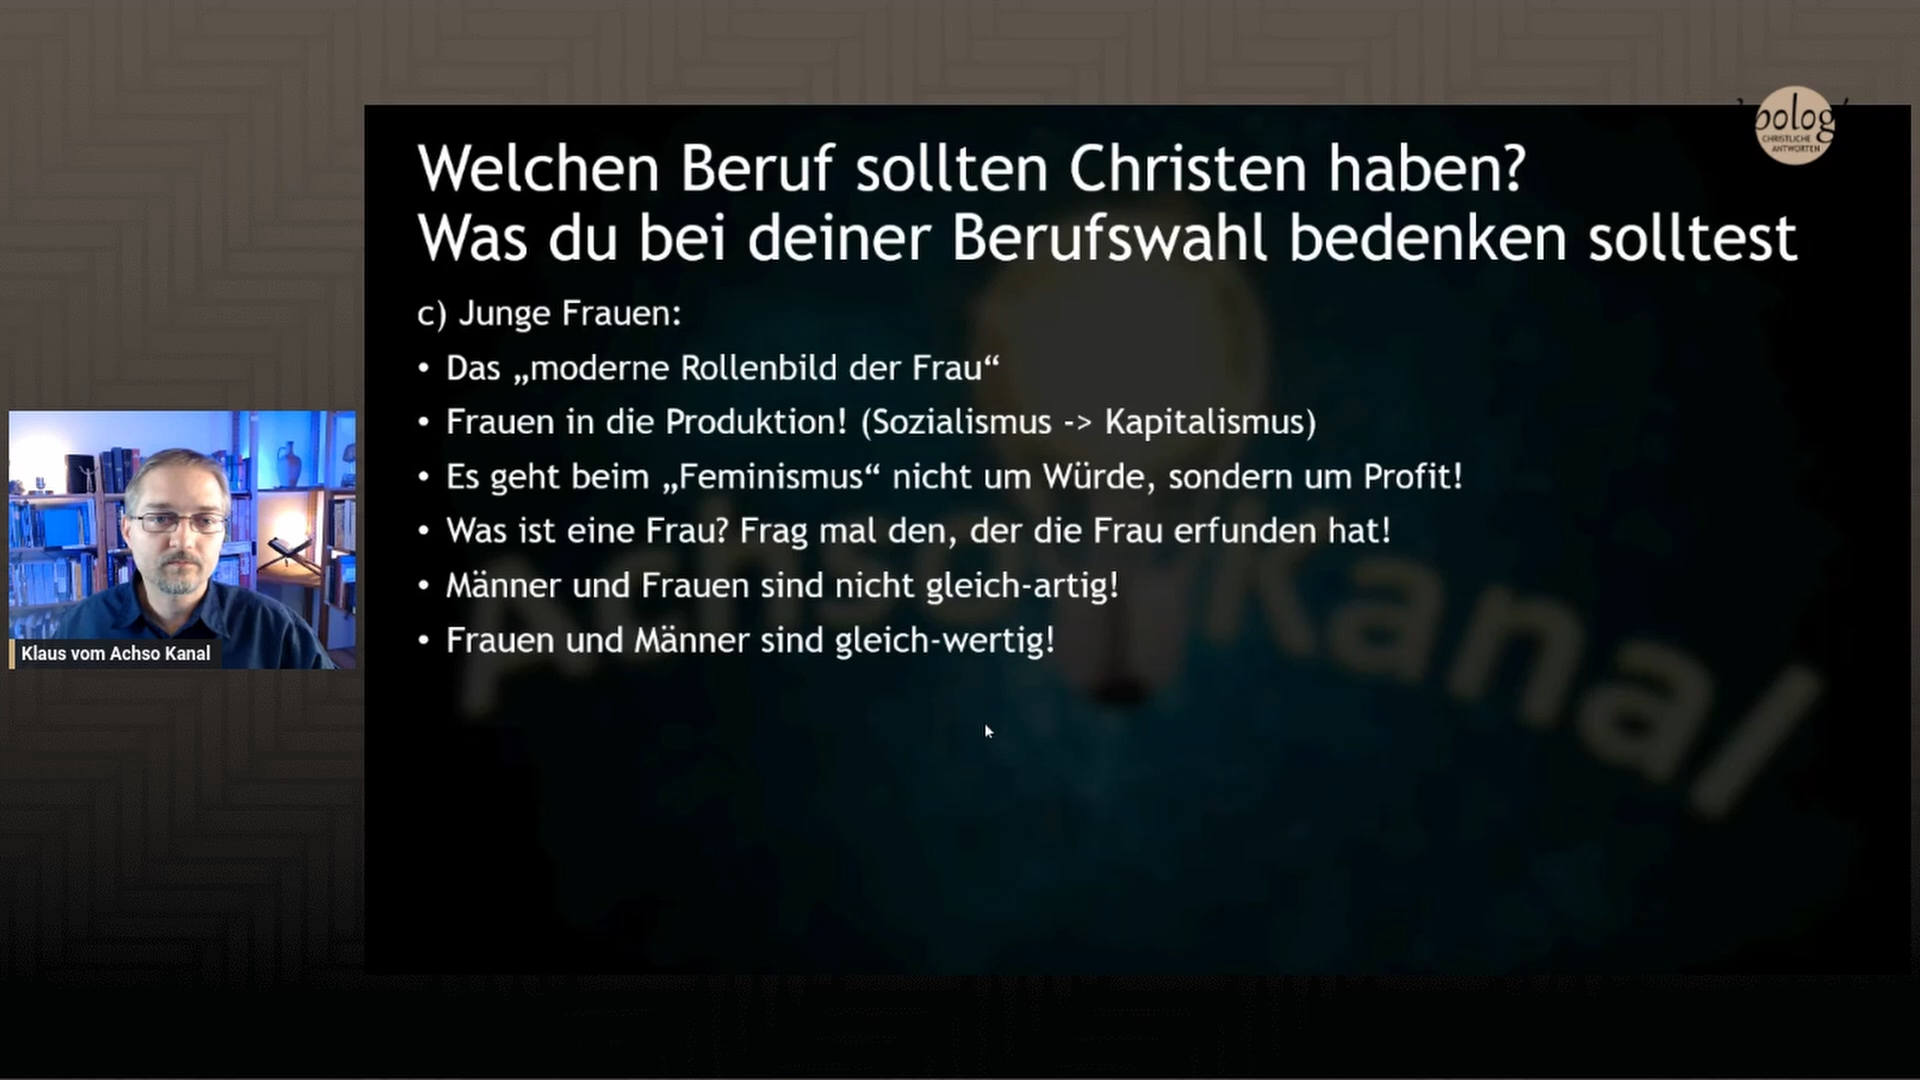 Welchen Beruf sollten Christen haben?
Was du bei deiner Berufswahl bedenken solltest
c) Junge Frauen:
• Das „moderne Rollenbild der Frau“
• Frauen in die Produktion! (Sozialismus -> Kapitalismus)
• Es geht beim „Feminismus“ nicht um Würde, sondern um Profit!
• Was ist eine Frau? Frag mal den, der die Frau erfunden hat!
• Männer und Frauen sind nicht gleich-artig!
• Frauen und Männer sind gleich-wertig!
Achso Kanal
Klaus vom Achso Kanal
polog
CHRISTLICHE
ANTWORTEN